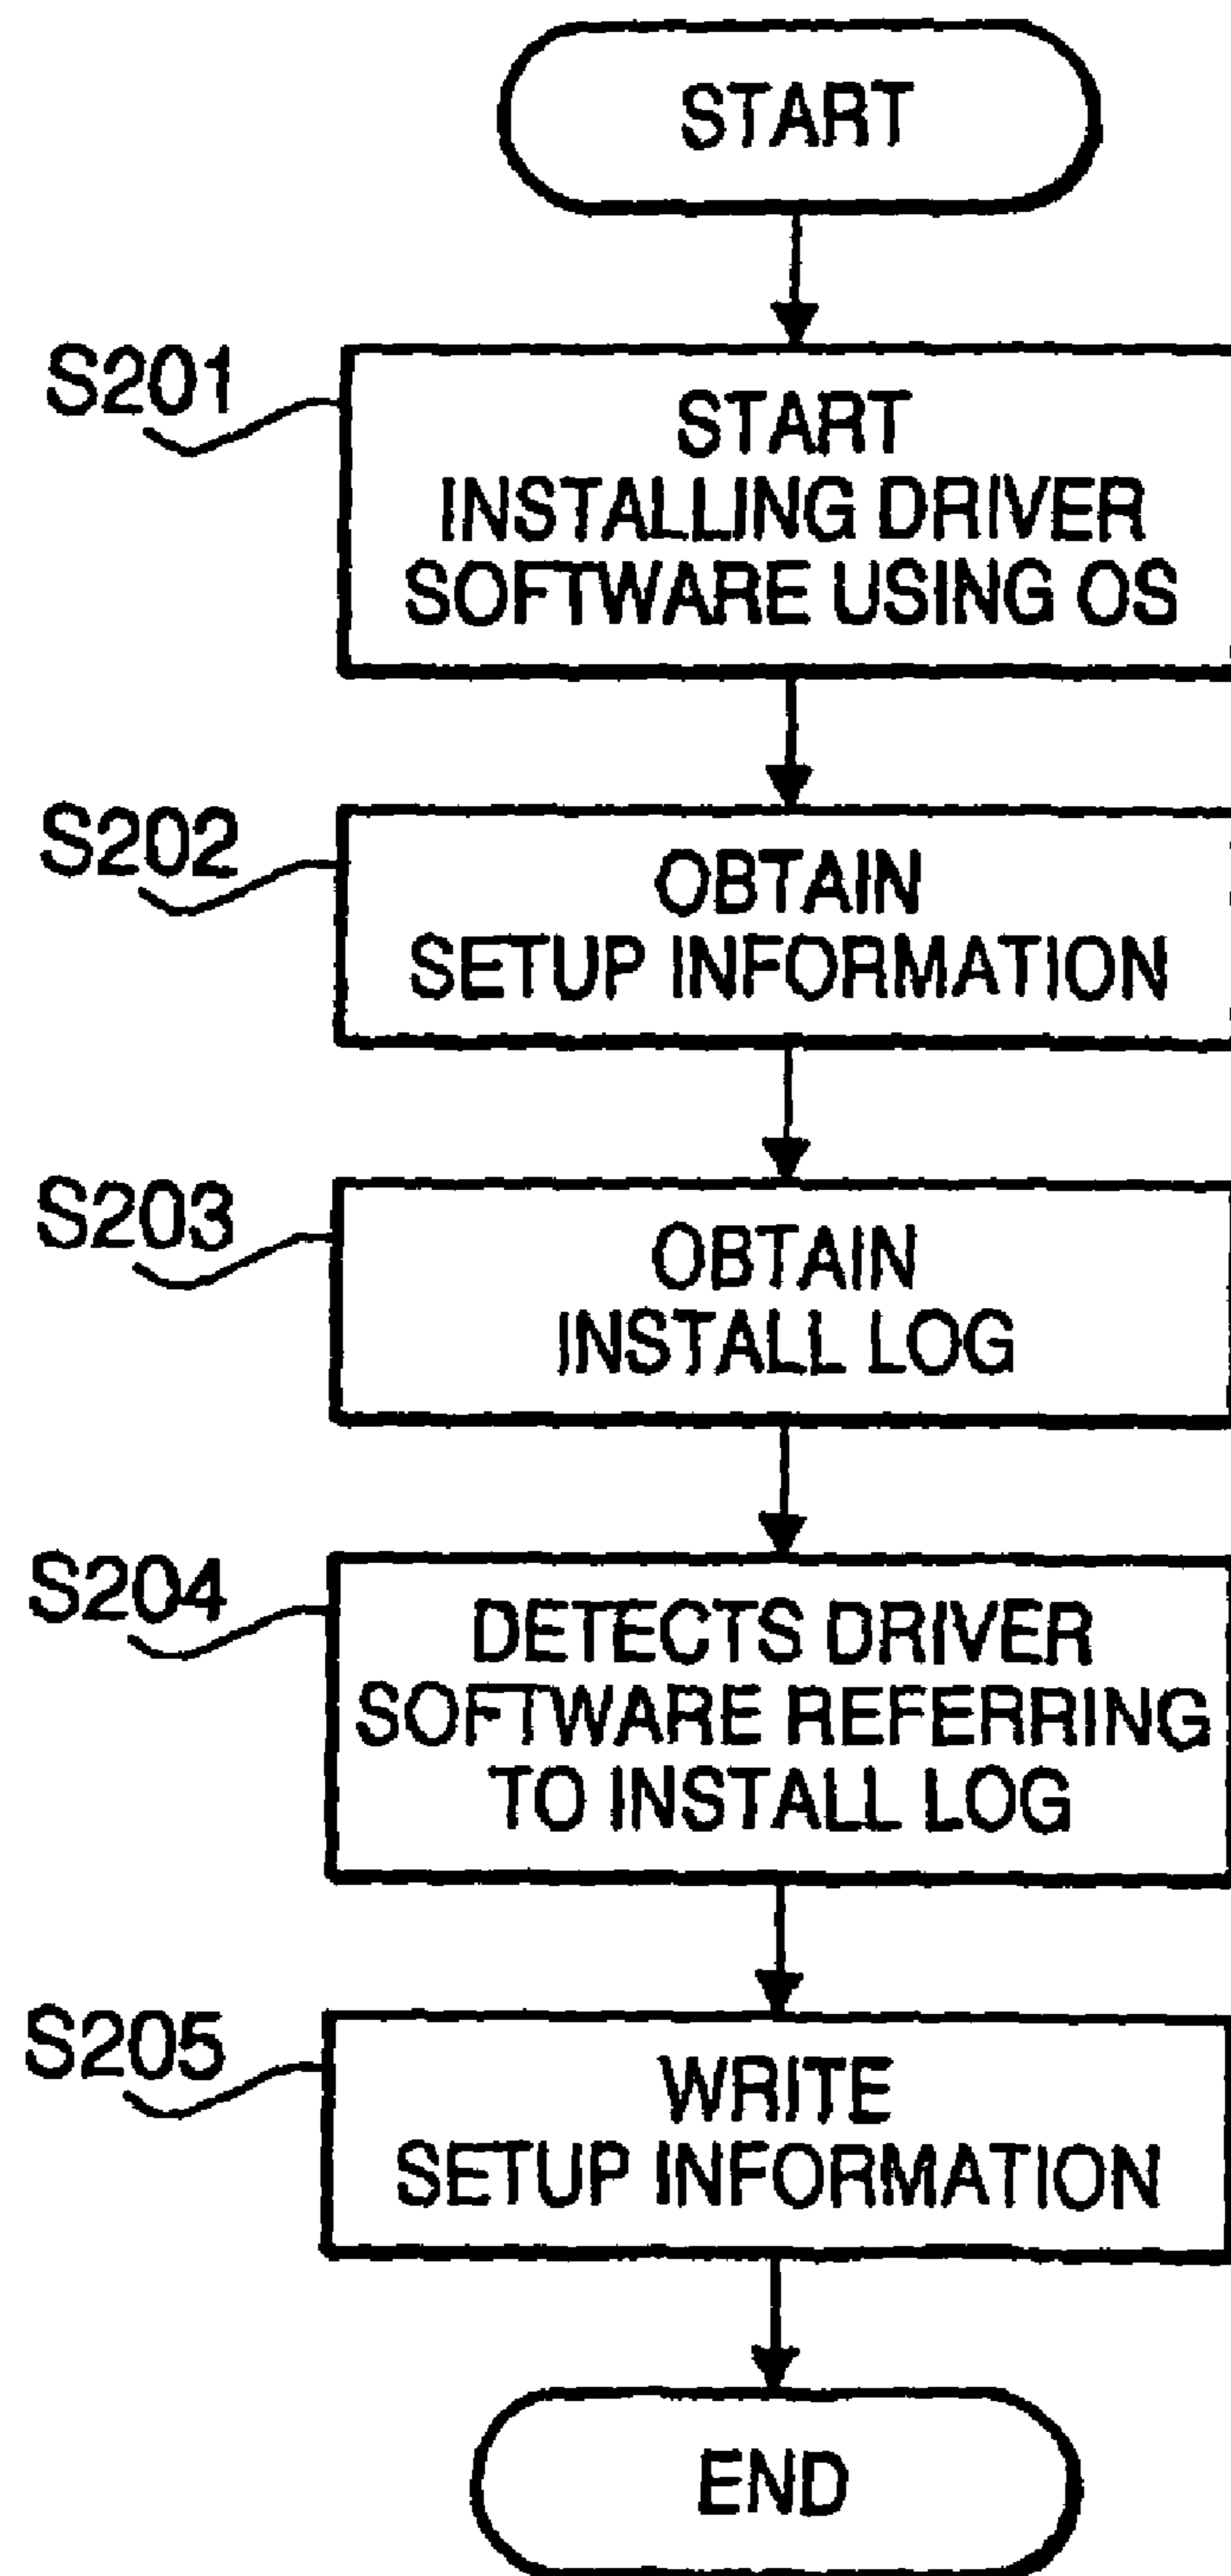 START
S201
START
INSTALLING DRIVER
SOFTWARE USING OS
S202
OBTAIN
SETUP INFORMATION
S203
OBTAIN
INSTALL LOG
S204
DETECTS DRIVER
SOFTWARE REFERRING
TO INSTALL LOG
S205
WRITE
SETUP INFORMATION
END